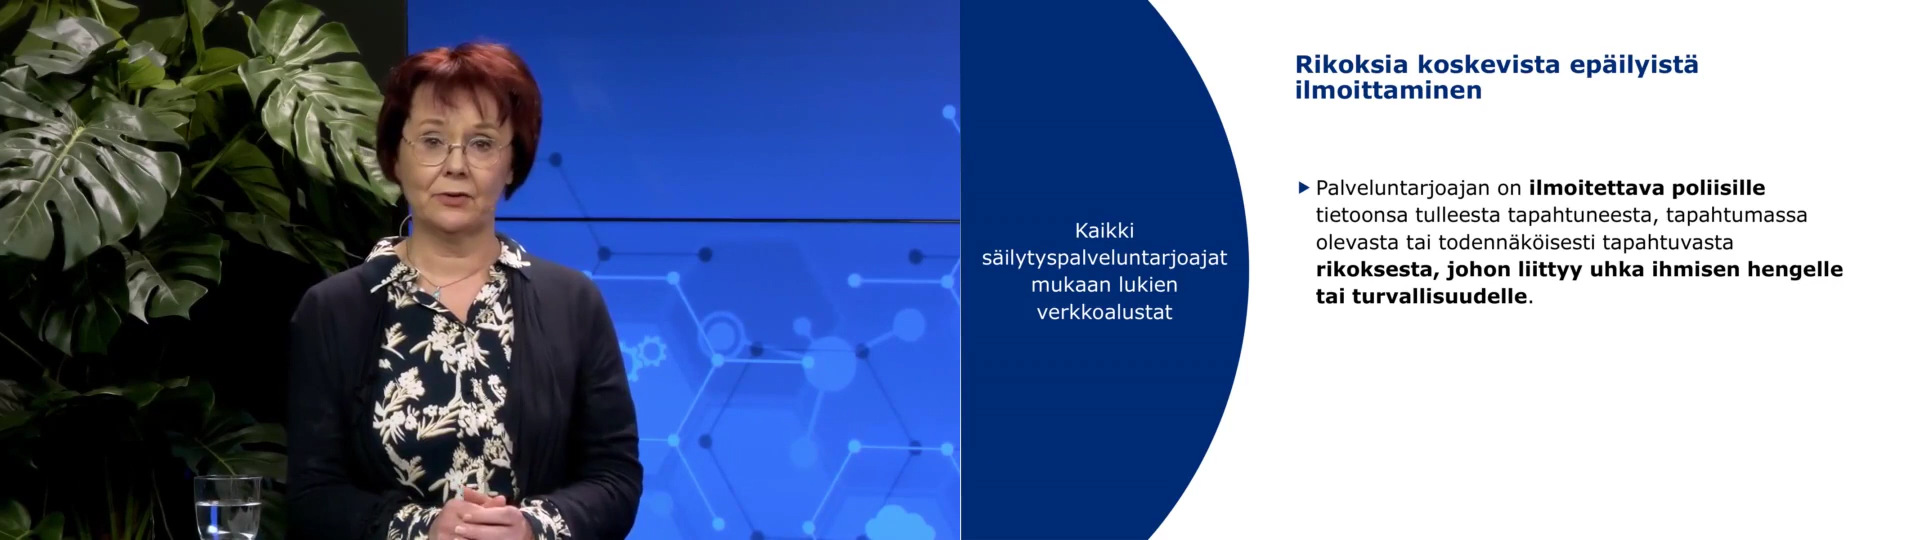 Kaikki
säilytyspalveluntarjoajat
mukaan lukien
verkkoalustat
Rikoksia koskevista epäilyistä
ilmoittaminen
Palveluntarjoajan on ilmoitettava poliisille
tietoonsa tulleesta tapahtuneesta, tapahtumassa
olevasta tai todennäköisesti tapahtuvasta
rikoksesta, johon liittyy uhka ihmisen hengelle
tai turvallisuudelle.